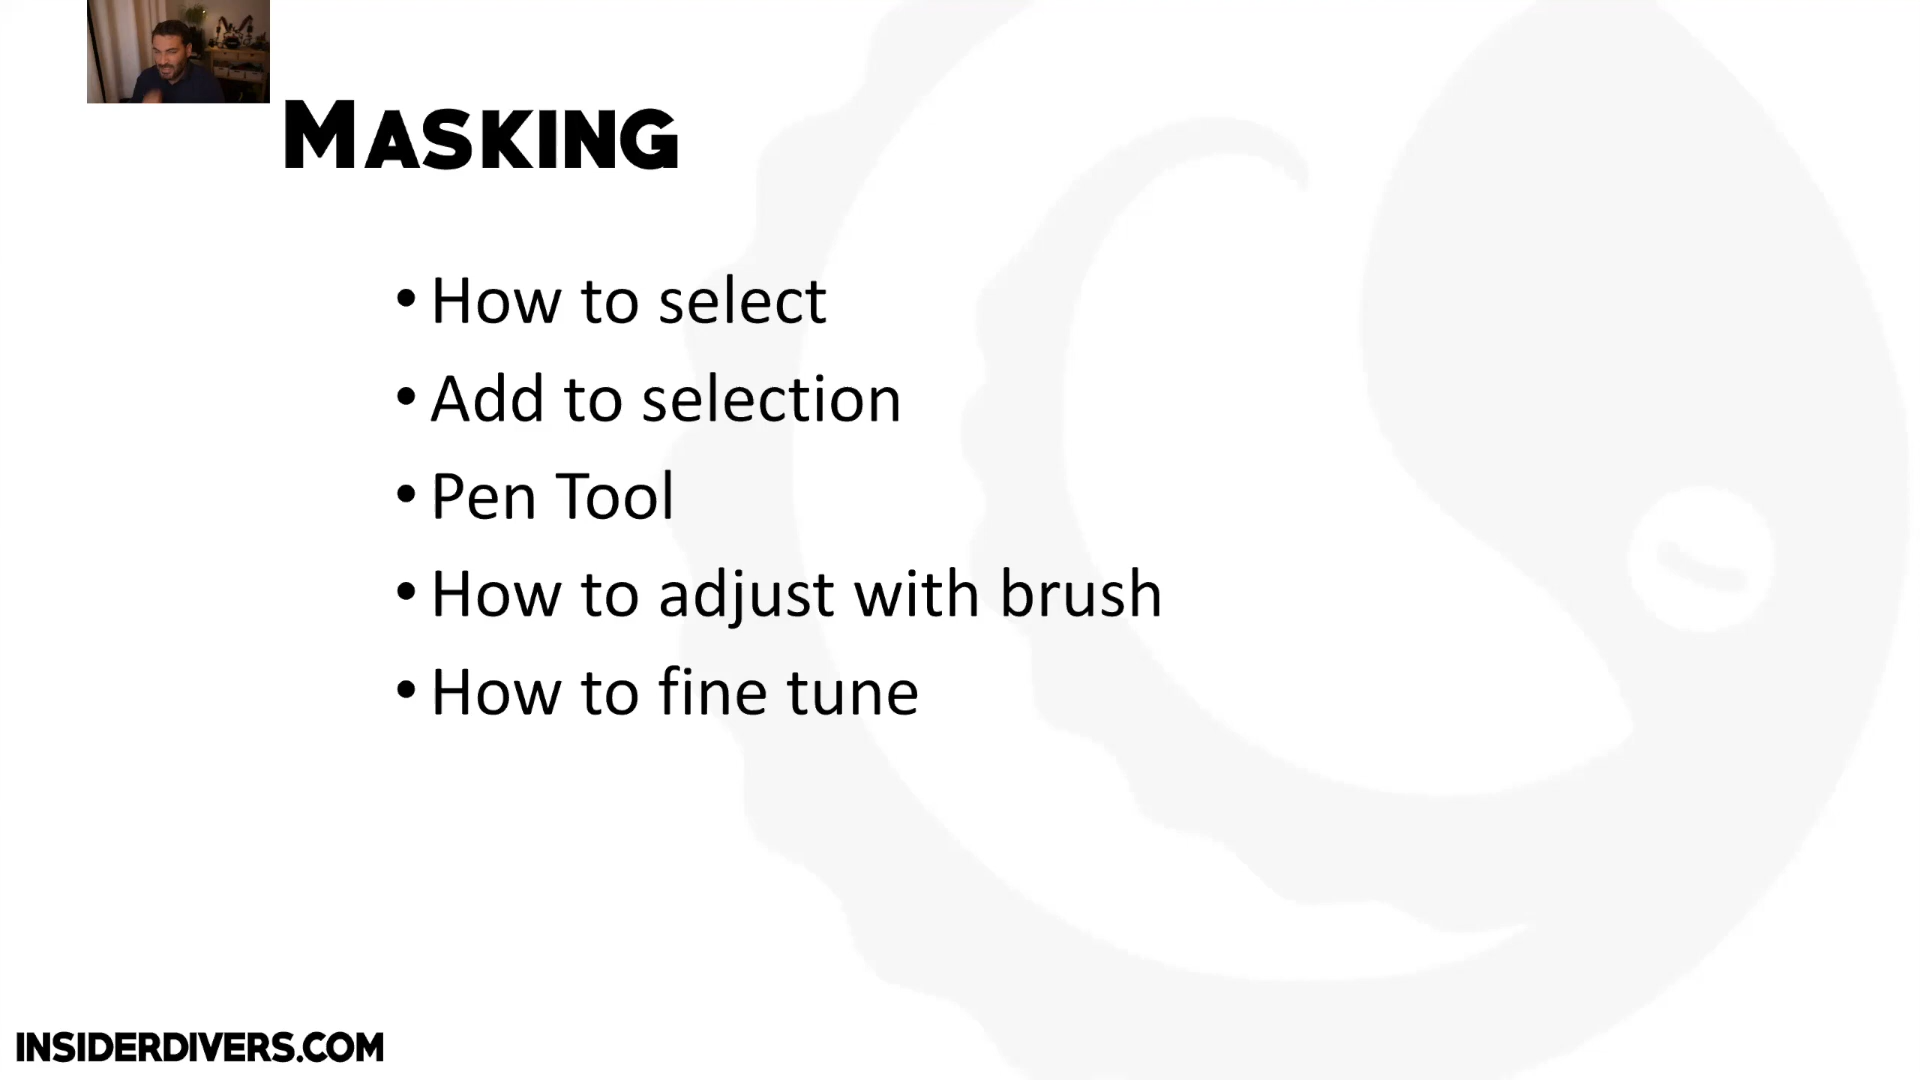 MASKING
• How to select
• Add to selection
• Pen Tool
• How to adjust with brush
• How to fine tune
INSIDERDIVERS.COM